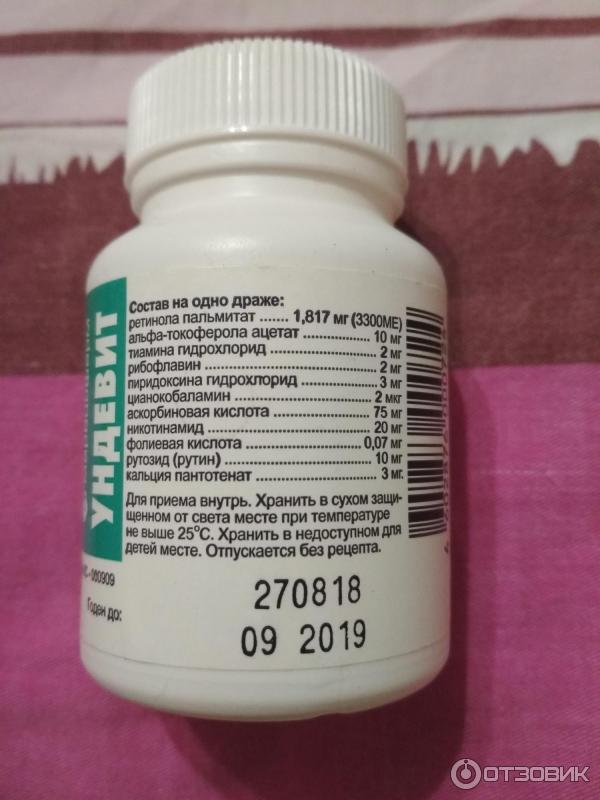 УНДЕВИТ
Состав на одно драже:
ретинола пальмитат ....... 1,817 мг (3300МЕ)
альфа-токоферола ацетат ................ 10 мг
тиамина гидрохлорид ........................ 2 мг
рибофлавин ........................................ 2 мг
пиридоксина гидрохлорид ................ 3 мг
цианокобаламин .............................. 2 мкг
аскорбиновая кислота ..................... 75 мг
никотинамид .................................... 20 мг
фолиевая кислота ......................... 0,07 мг
рутозид (рутин) ................................ 10 мг
кальция пантотенат .......................... 3 мг.
Для приема внутрь. Хранить в сухом защи-
щенном от света месте при температуре
не выше 25°С. Хранить в недоступном для
детей месте. Отпускается без рецепта.
-060909
Годен до:
270818
09 2019
ОТЗОВИК